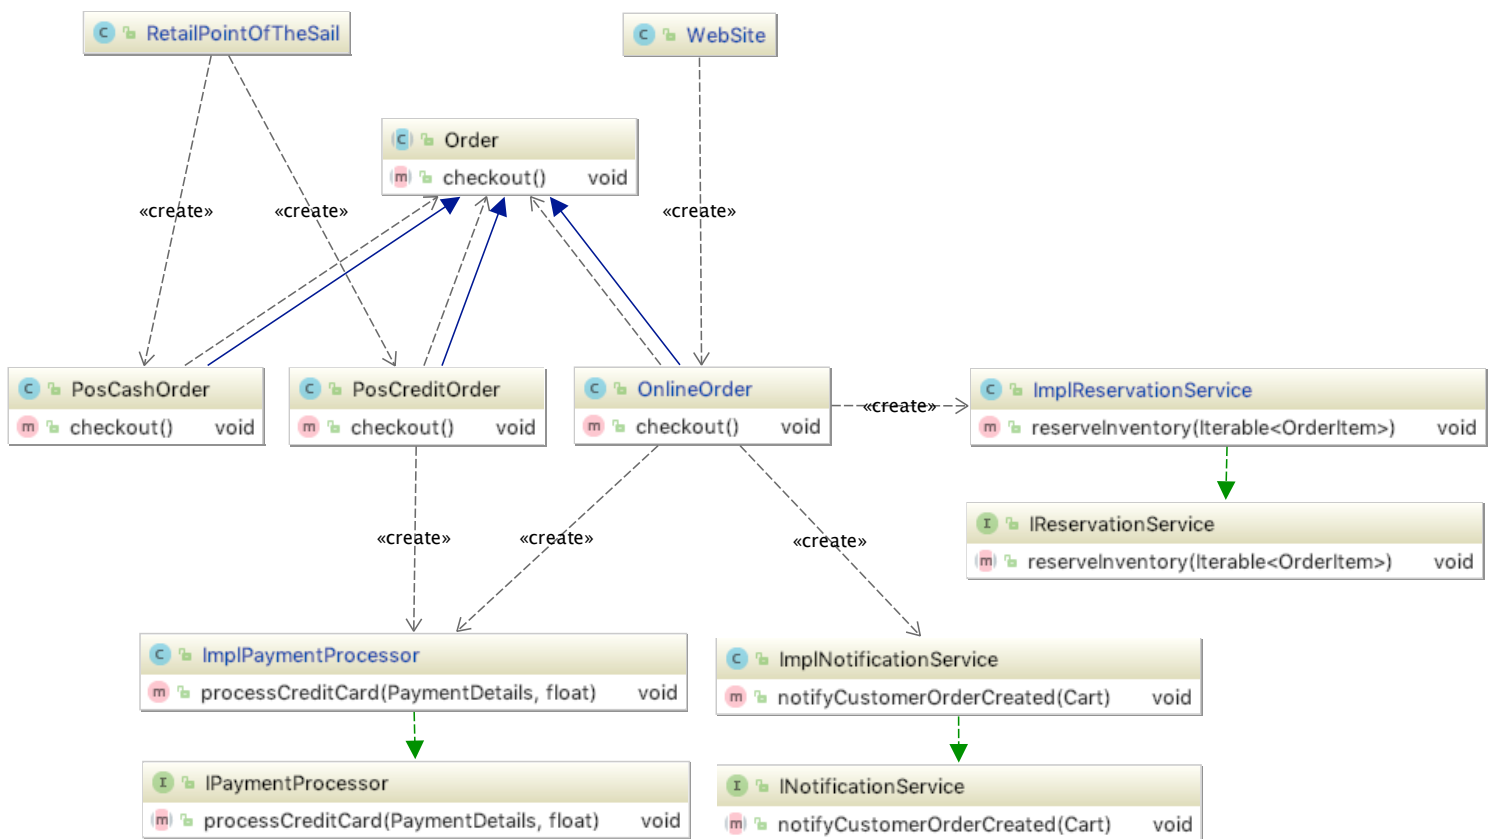 RetailPointOfTheSail
WebSite
Order
checkout() void
«create»
«create»
«create»
PosCashOrder
checkout() void
PosCreditOrder
checkout() void
OnlineOrder
checkout() void
«create»
ImplReservationService
reserveInventory(Iterable<OrderItem>) void
IReservationService
reserveInventory(Iterable<OrderItem>) void
«create»
«create»
«create»
ImplPaymentProcessor
processCreditCard(PaymentDetails, float) void
ImplNotificationService
notifyCustomerOrderCreated(Cart) void
IPaymentProcessor
processCreditCard(PaymentDetails, float) void
INotificationService
notifyCustomerOrderCreated(Cart) void